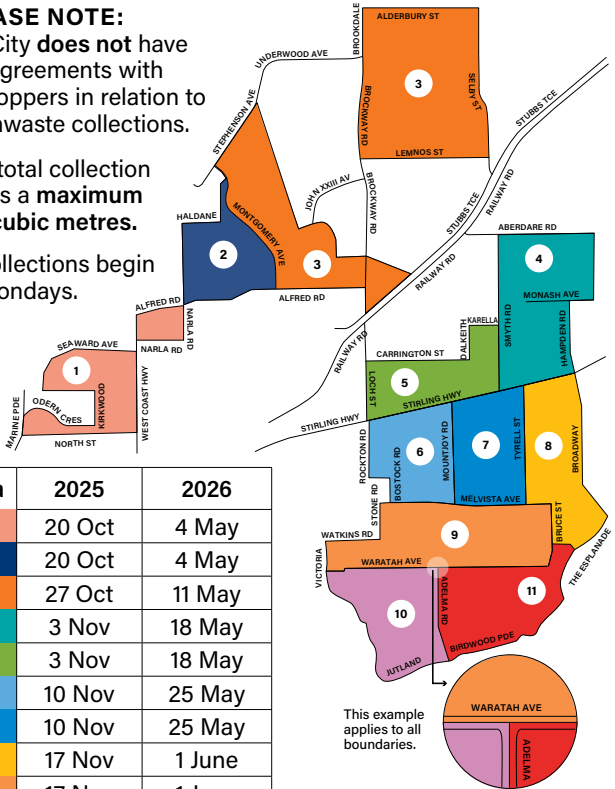 ASE NOTE:
City does not have
greements with
oppers in relation to
waste collections.
total collection
s a maximum
cubic metres.
ollections begin
ondays.
BROOKDALE
ALDERBURY ST
UNDERWOOD AVE
STEPHENSON AVE
3
BROCKWAY RD
SELBY ST
STUBBS TCE
LEMNOS ST
JOHN XXIII AV
BROCKWAY RD
STUBBS TCE
RAILWAY RD
HALDANE
MONTGOMERY AVE
ABERDARE RD
2
3
4
RAILWAY RD
ALFRED RD
ALFRED RD
MONASH AVE
NARLA RD
SMYTH RD
HAMPDEN RD
KARELLA
DALKEITH
RAILWAY RD
SEAWARD AVE
NARLA RD
CARRINGTON ST
1
5
LOCH ST
STIRLING HWY
ODERN CRES
KIRKWOOD
WEST COAST HWY
MARINE PDE
NORTH ST
STIRLING HWY
ROCKTON RD
6
BOSTOCK RD
MOUNTJOY RD
7
TYRELL ST
8
BROADWAY
STONE RD
MELVISTA AVE
BRUCE ST
WATKINS RD
9
THE ESPLANADE
VICTORIA
WARATAH AVE
10
ADELMA RD
11
BIRDWOOD PDE
JUTLAND
This example
applies to all
boundaries.
WARATAH AVE
ADELMA
a 2025 2026
20 Oct 4 May
20 Oct 4 May
27 Oct 11 May
3 Nov 18 May
3 Nov 18 May
10 Nov 25 May
10 Nov 25 May
17 Nov 1 June
17 Nov 1 June